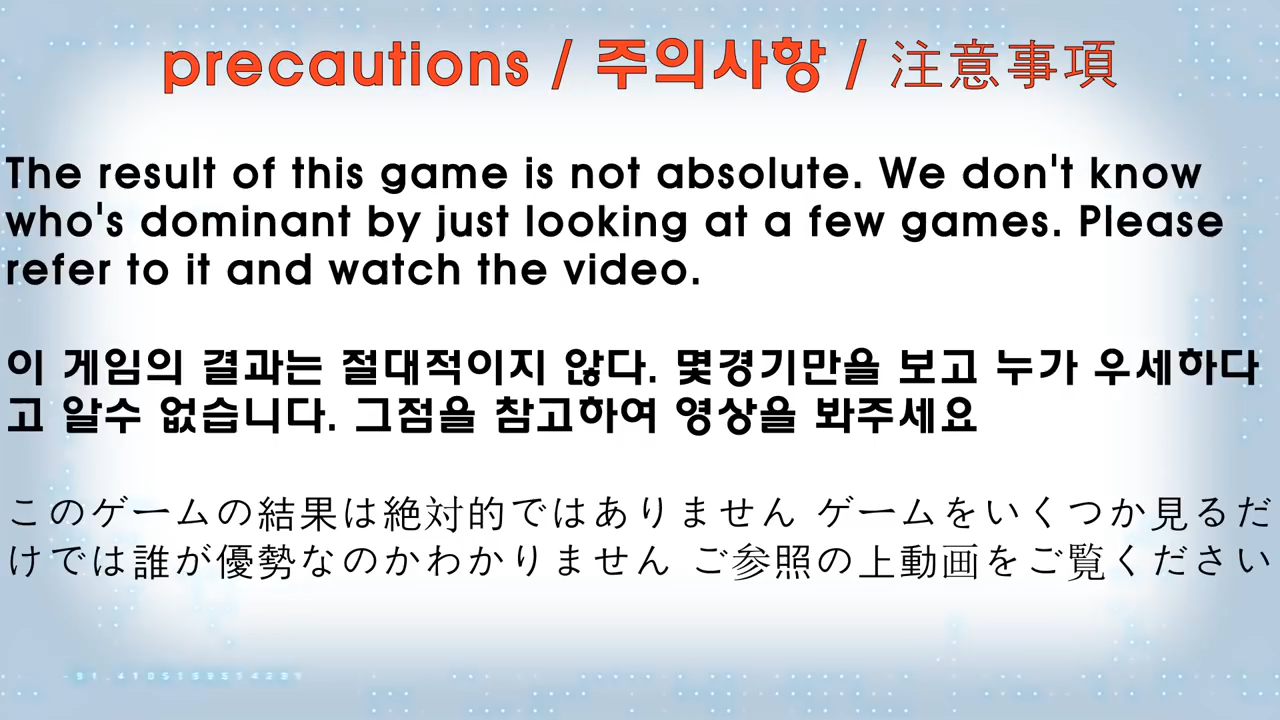 precautions / 주의사항 / 注意事項
The result of this game is not absolute. We don't know
who's dominant by just looking at a few games. Please
refer to it and watch the video.
이 게임의 결과는 절대적이지 않다. 몇경기만을 보고 누가 우세하다
고 알수 없습니다. 그점을 참고하여 영상을 봐주세요
このゲームの結果は絶対的ではありません ゲームをいくつか見るだ
けでは誰が優勢なのかわかりません ご参照の上動画をご覧ください